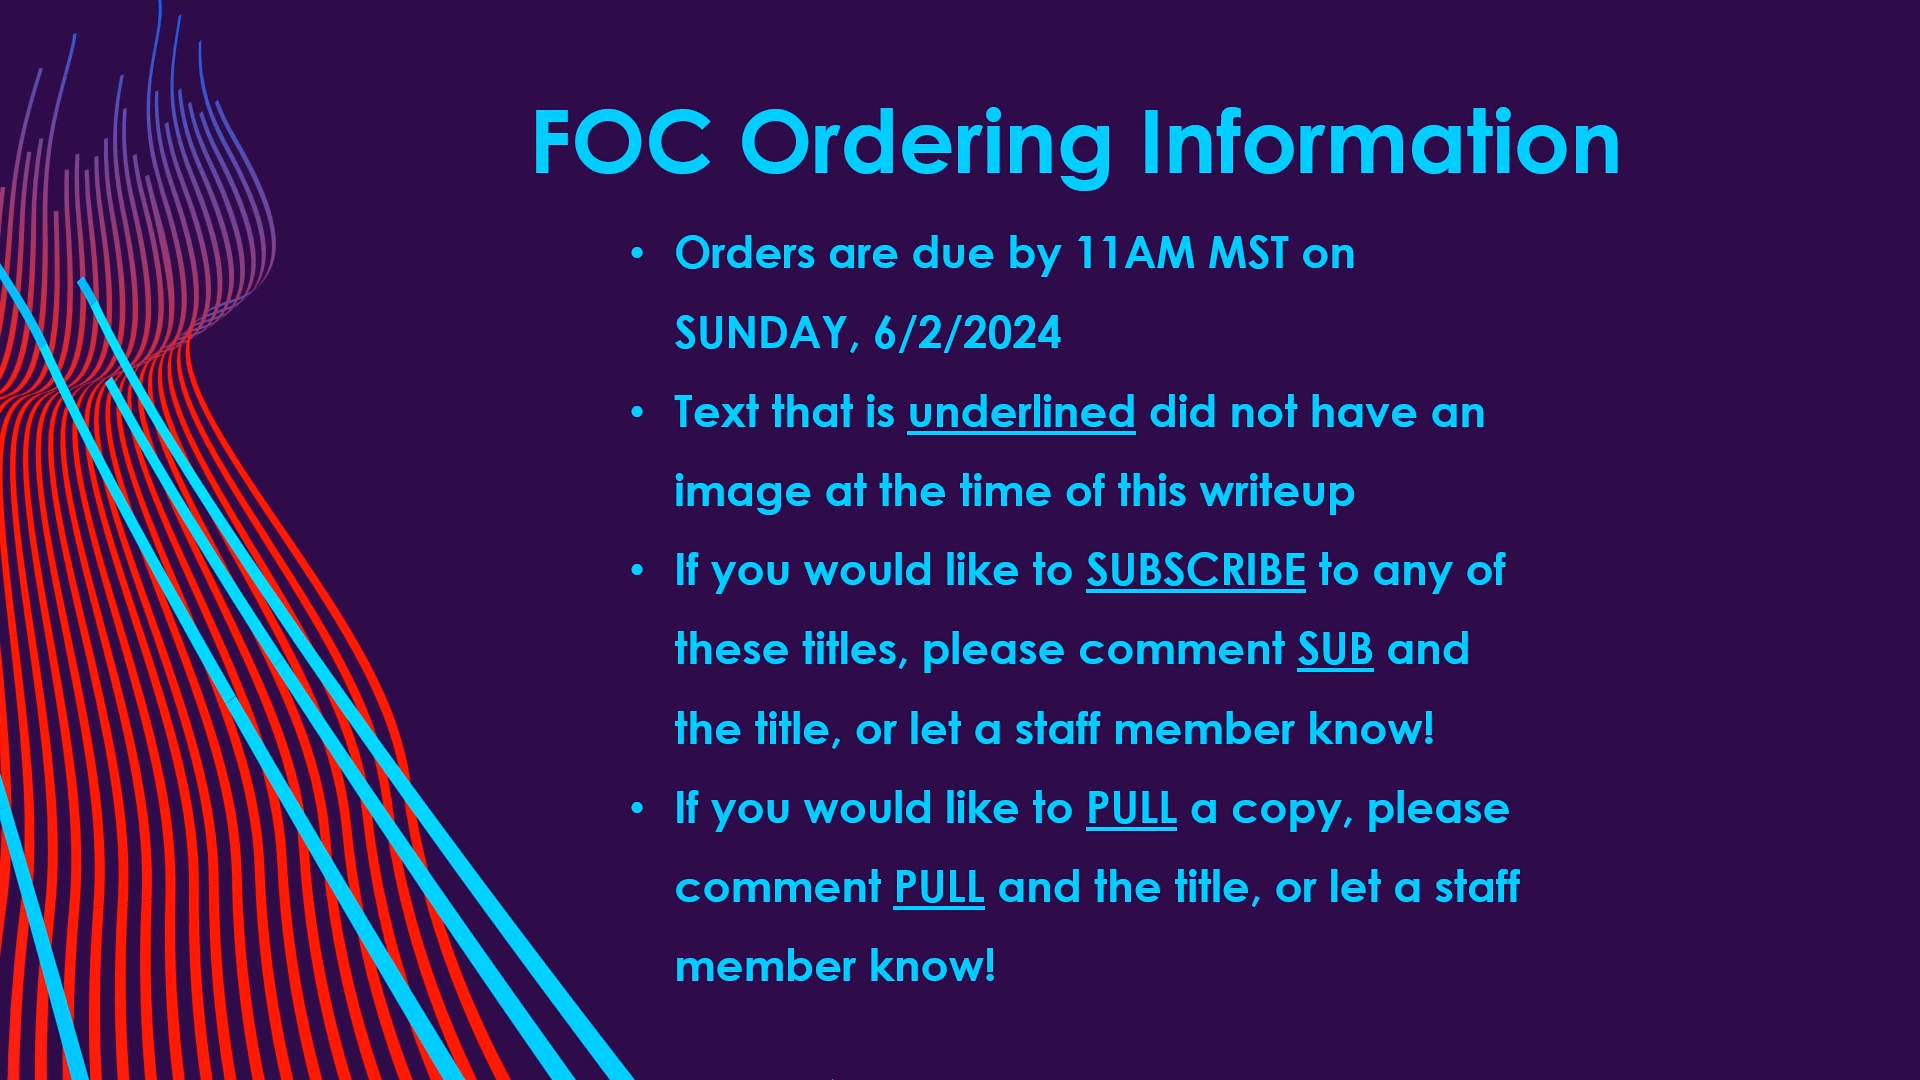 FOC Ordering Information
• Orders are due by 11AM MST on
SUNDAY, 6/2/2024
• Text that is underlined did not have an
image at the time of this writeup
• If you would like to SUBSCRIBE to any of
these titles, please comment SUB and
the title, or let a staff member know!
• If you would like to PULL a copy, please
comment PULL and the title, or let a staff
member know!